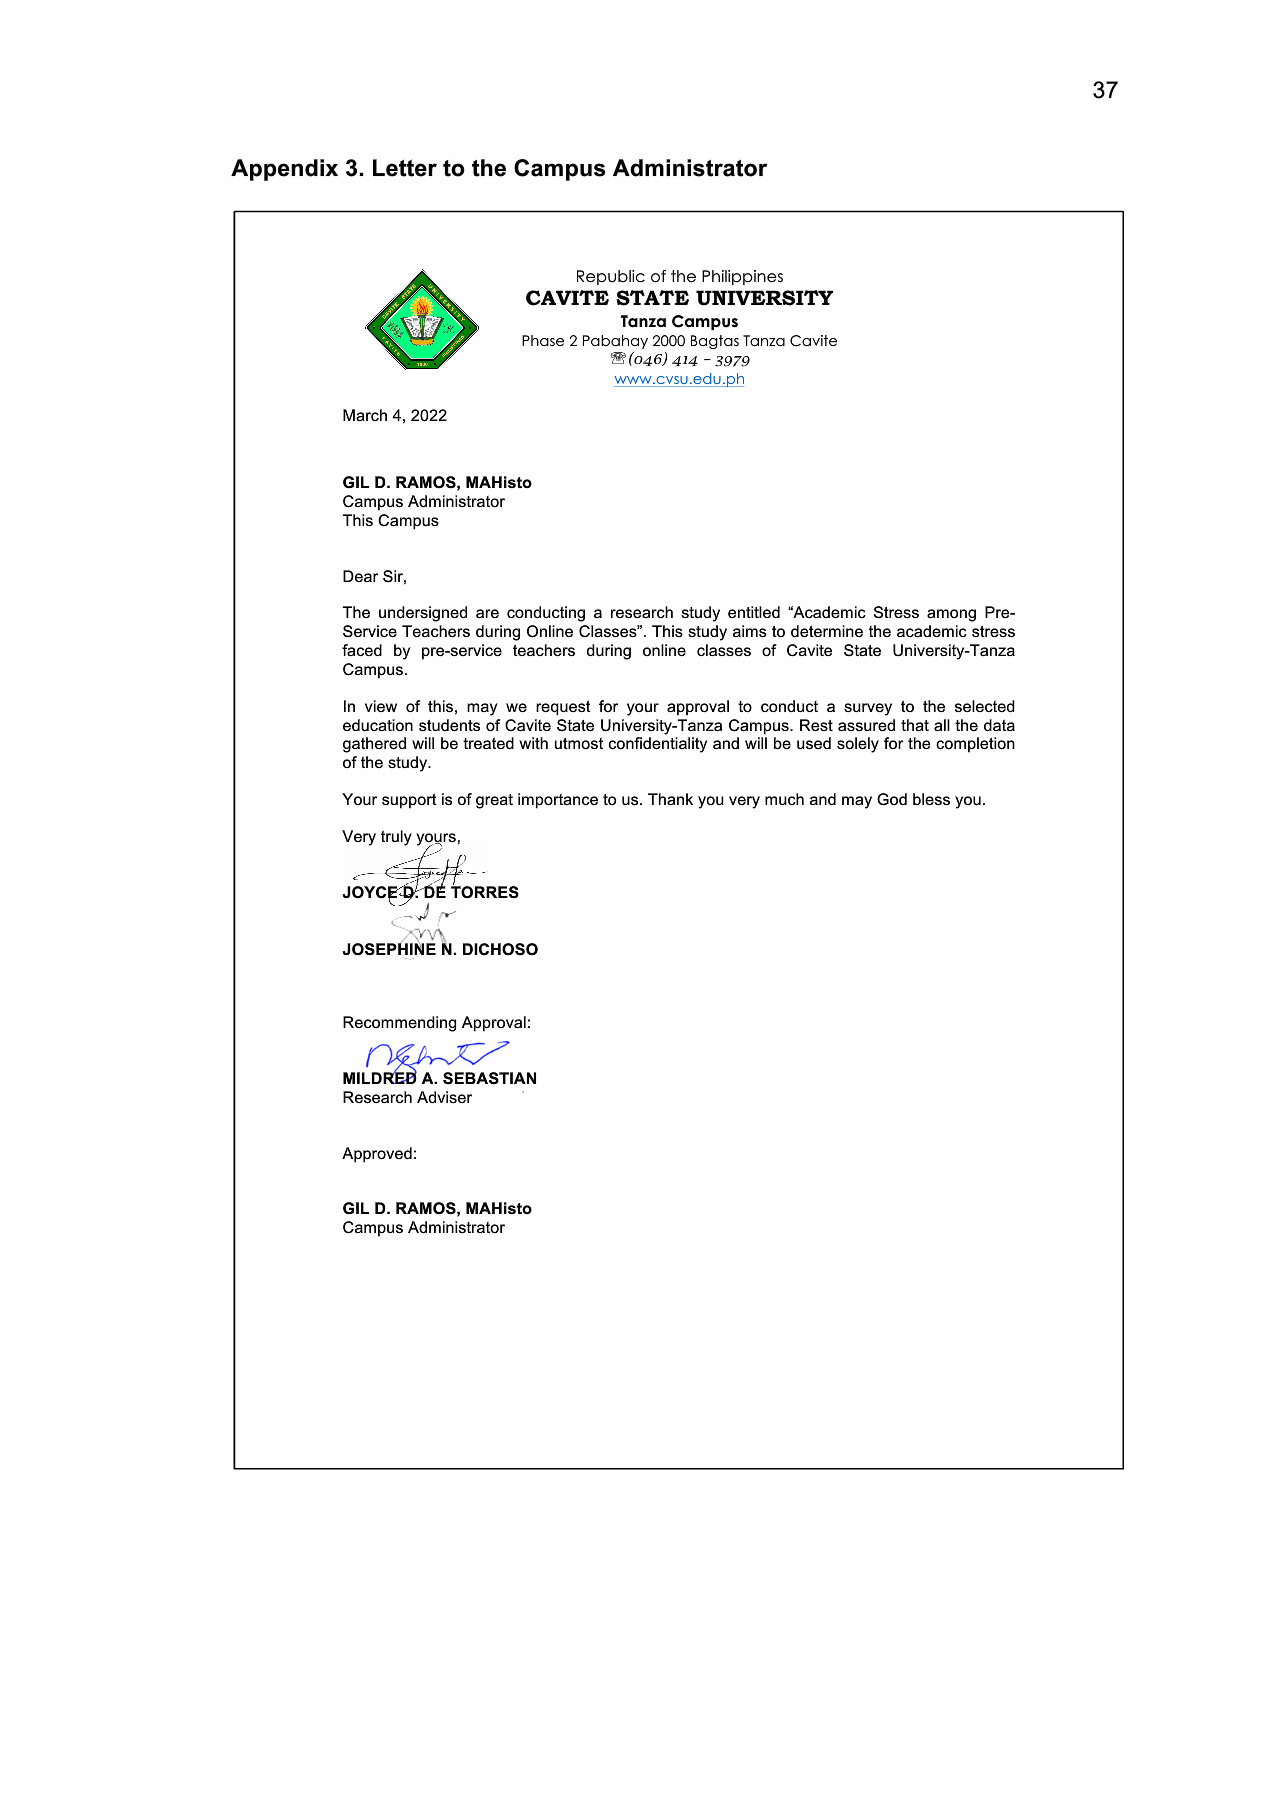 37
Appendix 3. Letter to the Campus Administrator
Republic of the Philippines
CAVITE STATE UNIVERSITY
Tanza Campus
Phase 2 Pabahay 2000 Bagtas Tanza Cavite
☏(046) 414 – 3979
www.cvsu.edu.ph
CAVITE STATE UNIVERSITY
CAVITE
March 4, 2022
GIL D. RAMOS, MAHisto
Campus Administrator
This Campus
Dear Sir,
The undersigned are conducting a research study entitled “Academic Stress among Pre-
Service Teachers during Online Classes”. This study aims to determine the academic stress
faced by pre-service teachers during online classes of Cavite State University-Tanza
Campus.
In view of this, may we request for your approval to conduct a survey to the selected
education students of Cavite State University-Tanza Campus. Rest assured that all the data
gathered will be treated with utmost confidentiality and will be used solely for the completion
of the study.
Your support is of great importance to us. Thank you very much and may God bless you.
Very truly yours,
JOYCE D. DE TORRES
JOSEPHINE N. DICHOSO
Recommending Approval:
MILDRED A. SEBASTIAN
Research Adviser
Approved:
GIL D. RAMOS, MAHisto
Campus Administrator